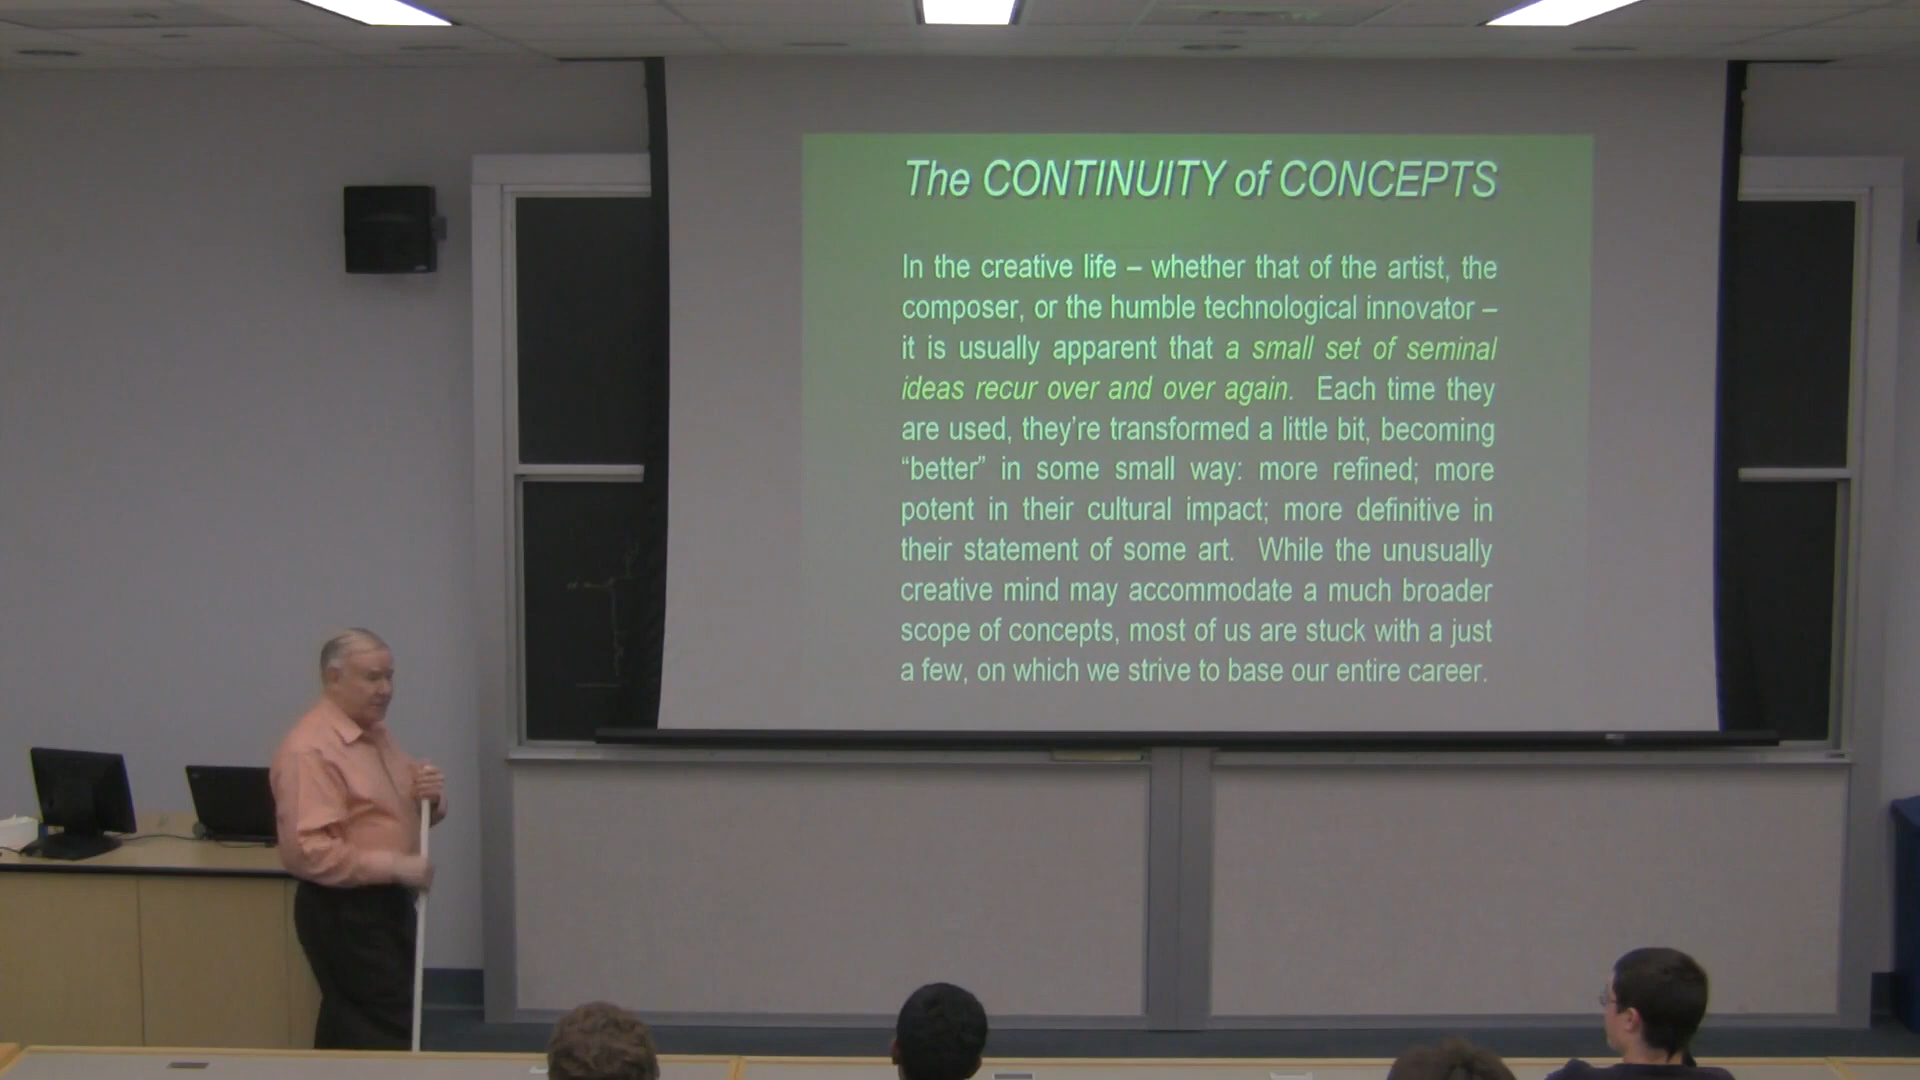 The CONTINUITY of CONCEPTS
In the creative life – whether that of the artist, the
composer, or the humble technological innovator –
it is usually apparent that a small set of seminal
ideas recur over and over again. Each time they
are used, they're transformed a little bit, becoming
“better” in some small way: more refined; more
potent in their cultural impact; more definitive in
their statement of some art. While the unusually
creative mind may accommodate a much broader
scope of concepts, most of us are stuck with a just
a few, on which we strive to base our entire career.